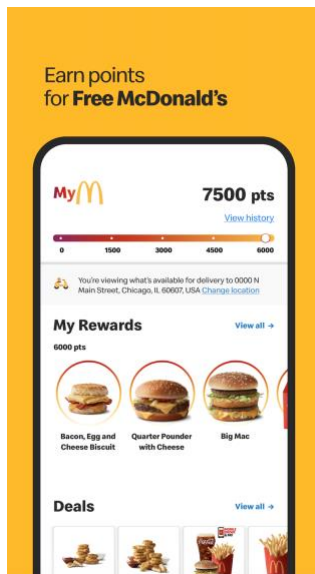 Earn points
for Free McDonald's
My
7500 pts
View history
0 1500 3000 4500 6000
You're viewing what's available for delivery to 0000 N
Main Street, Chicago, IL 60607, USA Change location
My Rewards
View all →
6000 pts
Bacon, Egg and
Cheese Biscuit
Quarter Pounder
with Cheese
Big Mac
Deals
View all →